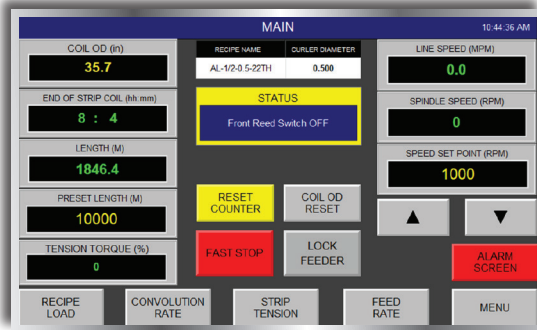 MAIN
10:44:36 AM
COIL OD (in)
35.7
END OF STRIP COIL (hh:mm)
8 : 4
LENGTH (M)
1846.4
PRESET LENGTH (M)
10000
TENSION TORQUE (%)
0
RECIPE NAME
CURLER DIAMETER
AL-1/2-0.5-22TH
0.500
STATUS
Front Reed Switch OFF
RESET
COUNTER
COIL OD
RESET
FAST STOP
LOCK
FEEDER
LINE SPEED (MPM)
0.0
SPINDLE SPEED (RPM)
0
SPEED SET POINT (RPM)
1000
ALARM
SCREEN
RECIPE
LOAD
CONVOLUTION
RATE
STRIP
TENSION
FEED
RATE
MENU